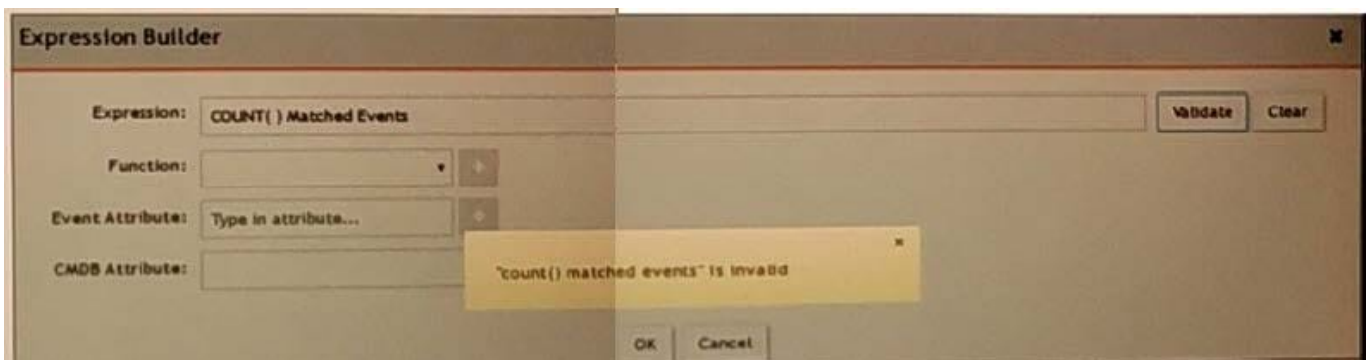 Expression Builder
Expression: COUNT( ) Matched Events Validate Clear
Function:
Event Attribute: Type in attribute...
CMDB Attribute:
"count() matched events" is invalid
OK Cancel